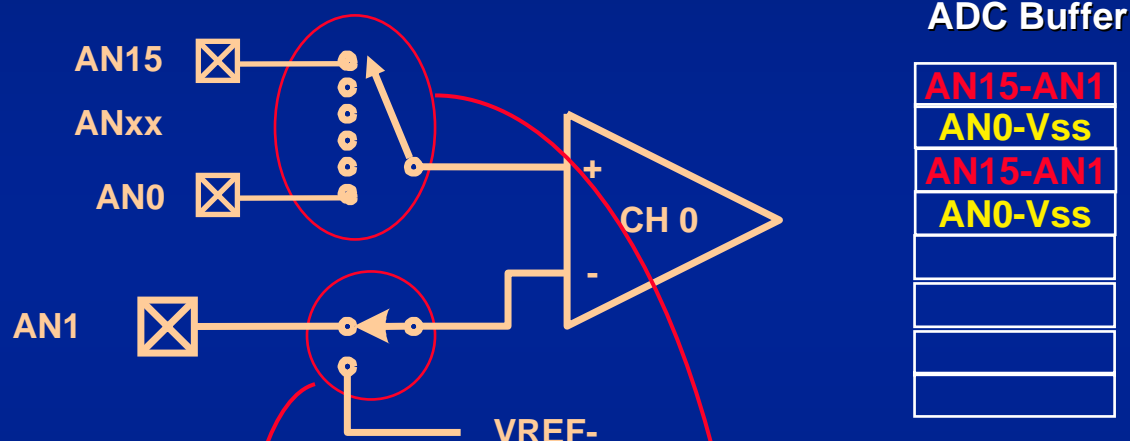 ADC Buffer
AN15
ANxx
AN0
AN1
+
CH 0
-
VREF-
AN15-AN1
AN0-Vss
AN15-AN1
AN0-Vss